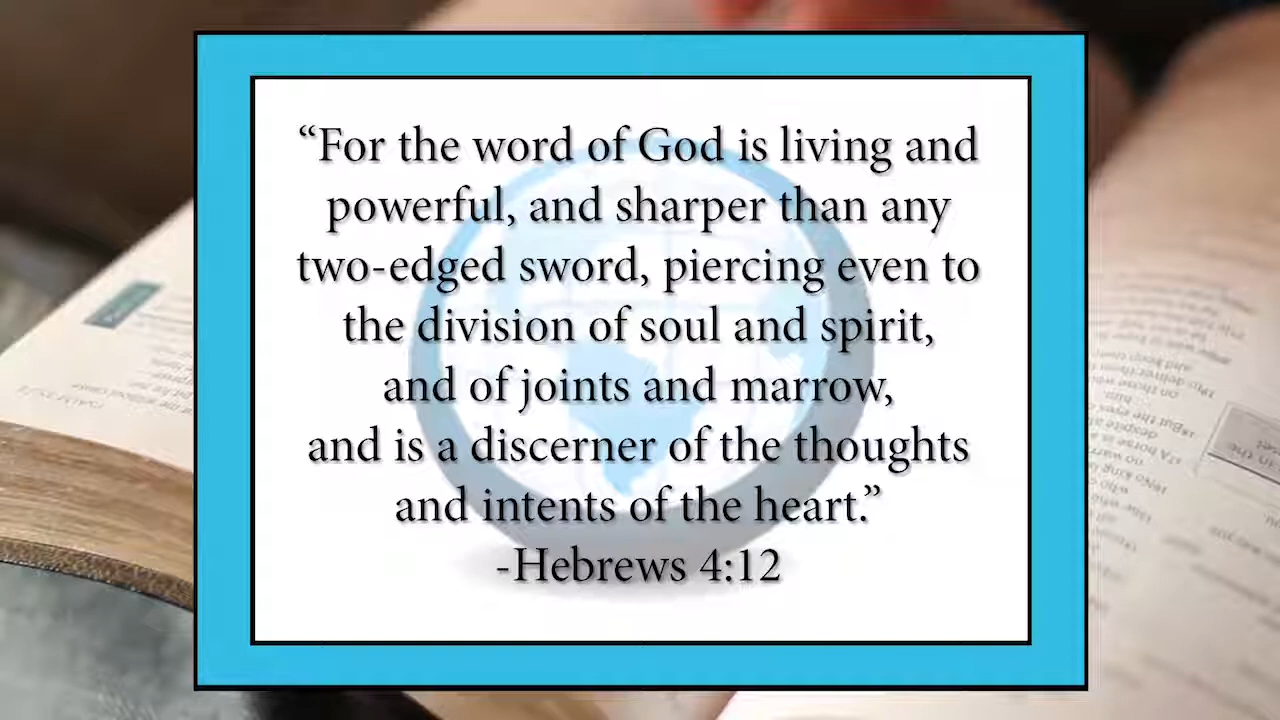 “For the word of God is living and
powerful, and sharper than any
two-edged sword, piercing even to
the division of soul and spirit,
and of joints and marrow,
and is a discerner of the thoughts
and intents of the heart.”
-Hebrews 4:12